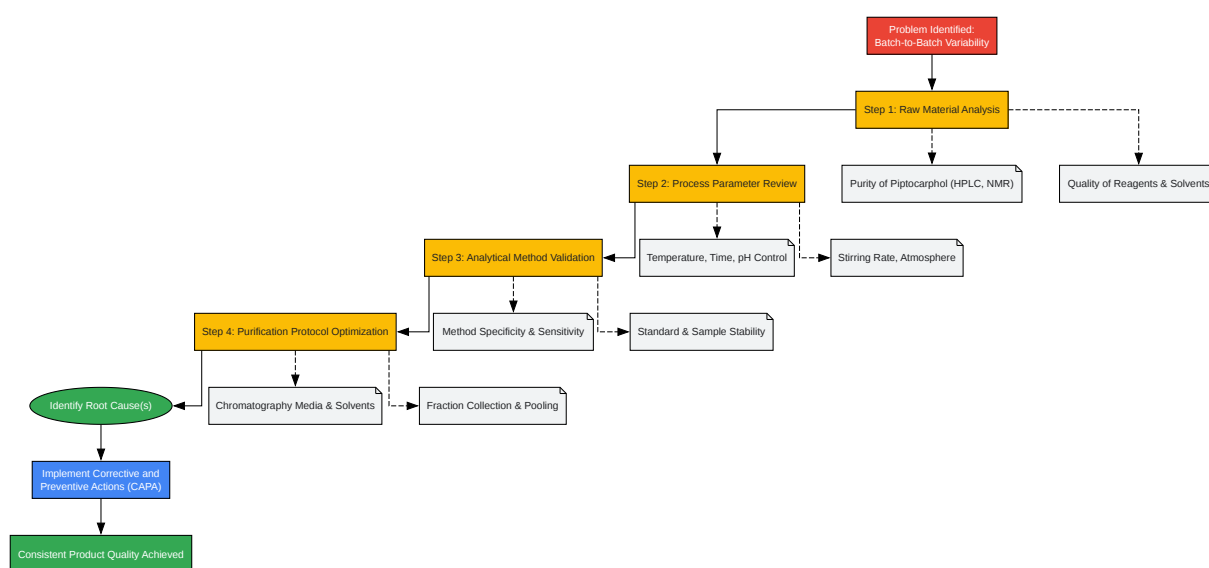 Problem Identified:
Batch-to-Batch Variability
Step 1: Raw Material Analysis
Step 2: Process Parameter Review
Purity of Piptocarphol (HPLC, NMR)
Quality of Reagents & Solvents
Step 3: Analytical Method Validation
Temperature, Time, pH Control
Stirring Rate, Atmosphere
Step 4: Purification Protocol Optimization
Method Specificity & Sensitivity
Standard & Sample Stability
Identify Root Cause(s)
Chromatography Media & Solvents
Fraction Collection & Pooling
Implement Corrective and
Preventive Actions (CAPA)
Consistent Product Quality Achieved